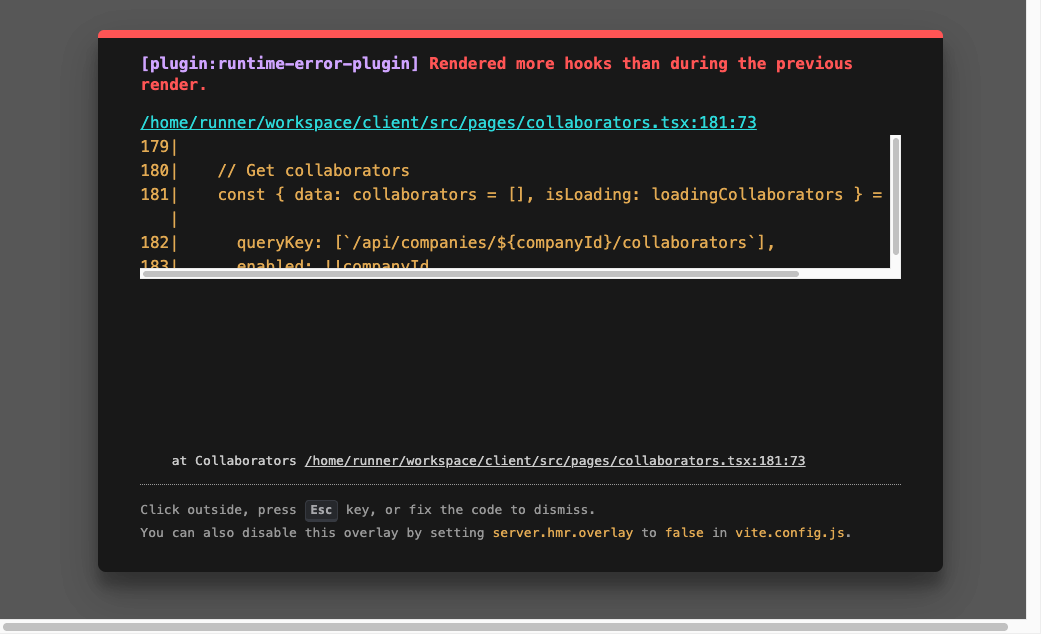 [plugin:runtime-error-plugin] Rendered more hooks than during the previous
render.
/home/runner/workspace/client/src/pages/collaborators.tsx:181:73
179|
180|    // Get collaborators
181|    const { data: collaborators = [], isLoading: loadingCollaborators } =
|
182|      queryKey: [`/api/companies/${companyId}/collaborators`],
183|      enabled: !!companyId
at Collaborators /home/runner/workspace/client/src/pages/collaborators.tsx:181:73
Click outside, press Esc key, or fix the code to dismiss.
You can also disable this overlay by setting server.hmr.overlay to false in vite.config.js.